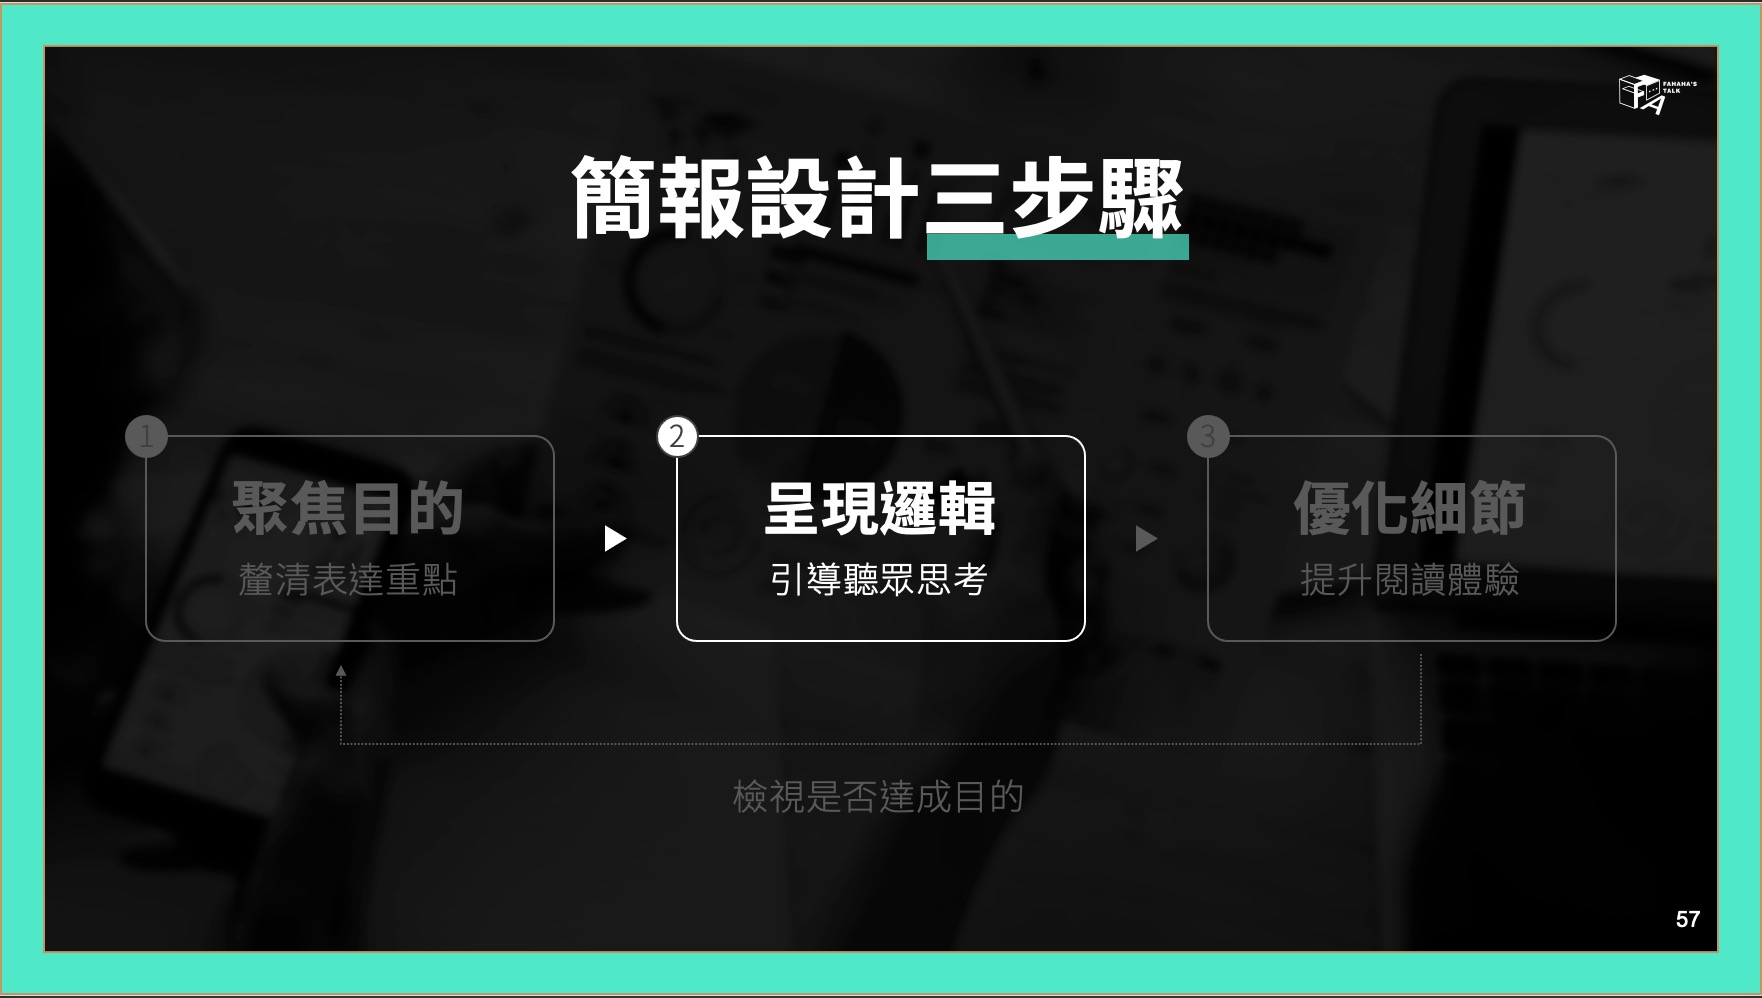 FAHAHA'S
TALK
FA
簡報設計三步驟
1
聚焦目的
釐清表達重點
2
呈現邏輯
引導聽眾思考
3
優化細節
提升閱讀體驗
檢視是否達成目的
57